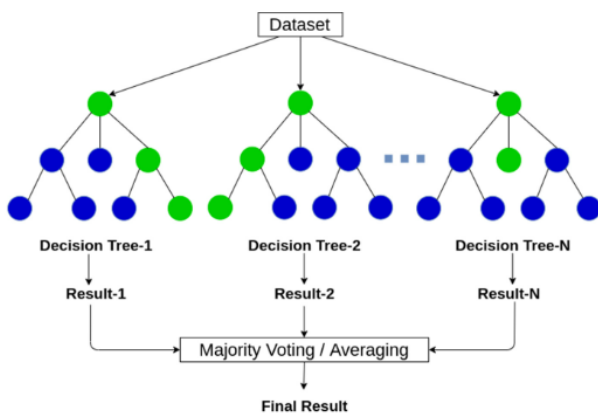 Dataset
Decision Tree-1
Decision Tree-2
Decision Tree-N
Result-1
Result-2
Result-N
Majority Voting / Averaging
Final Result